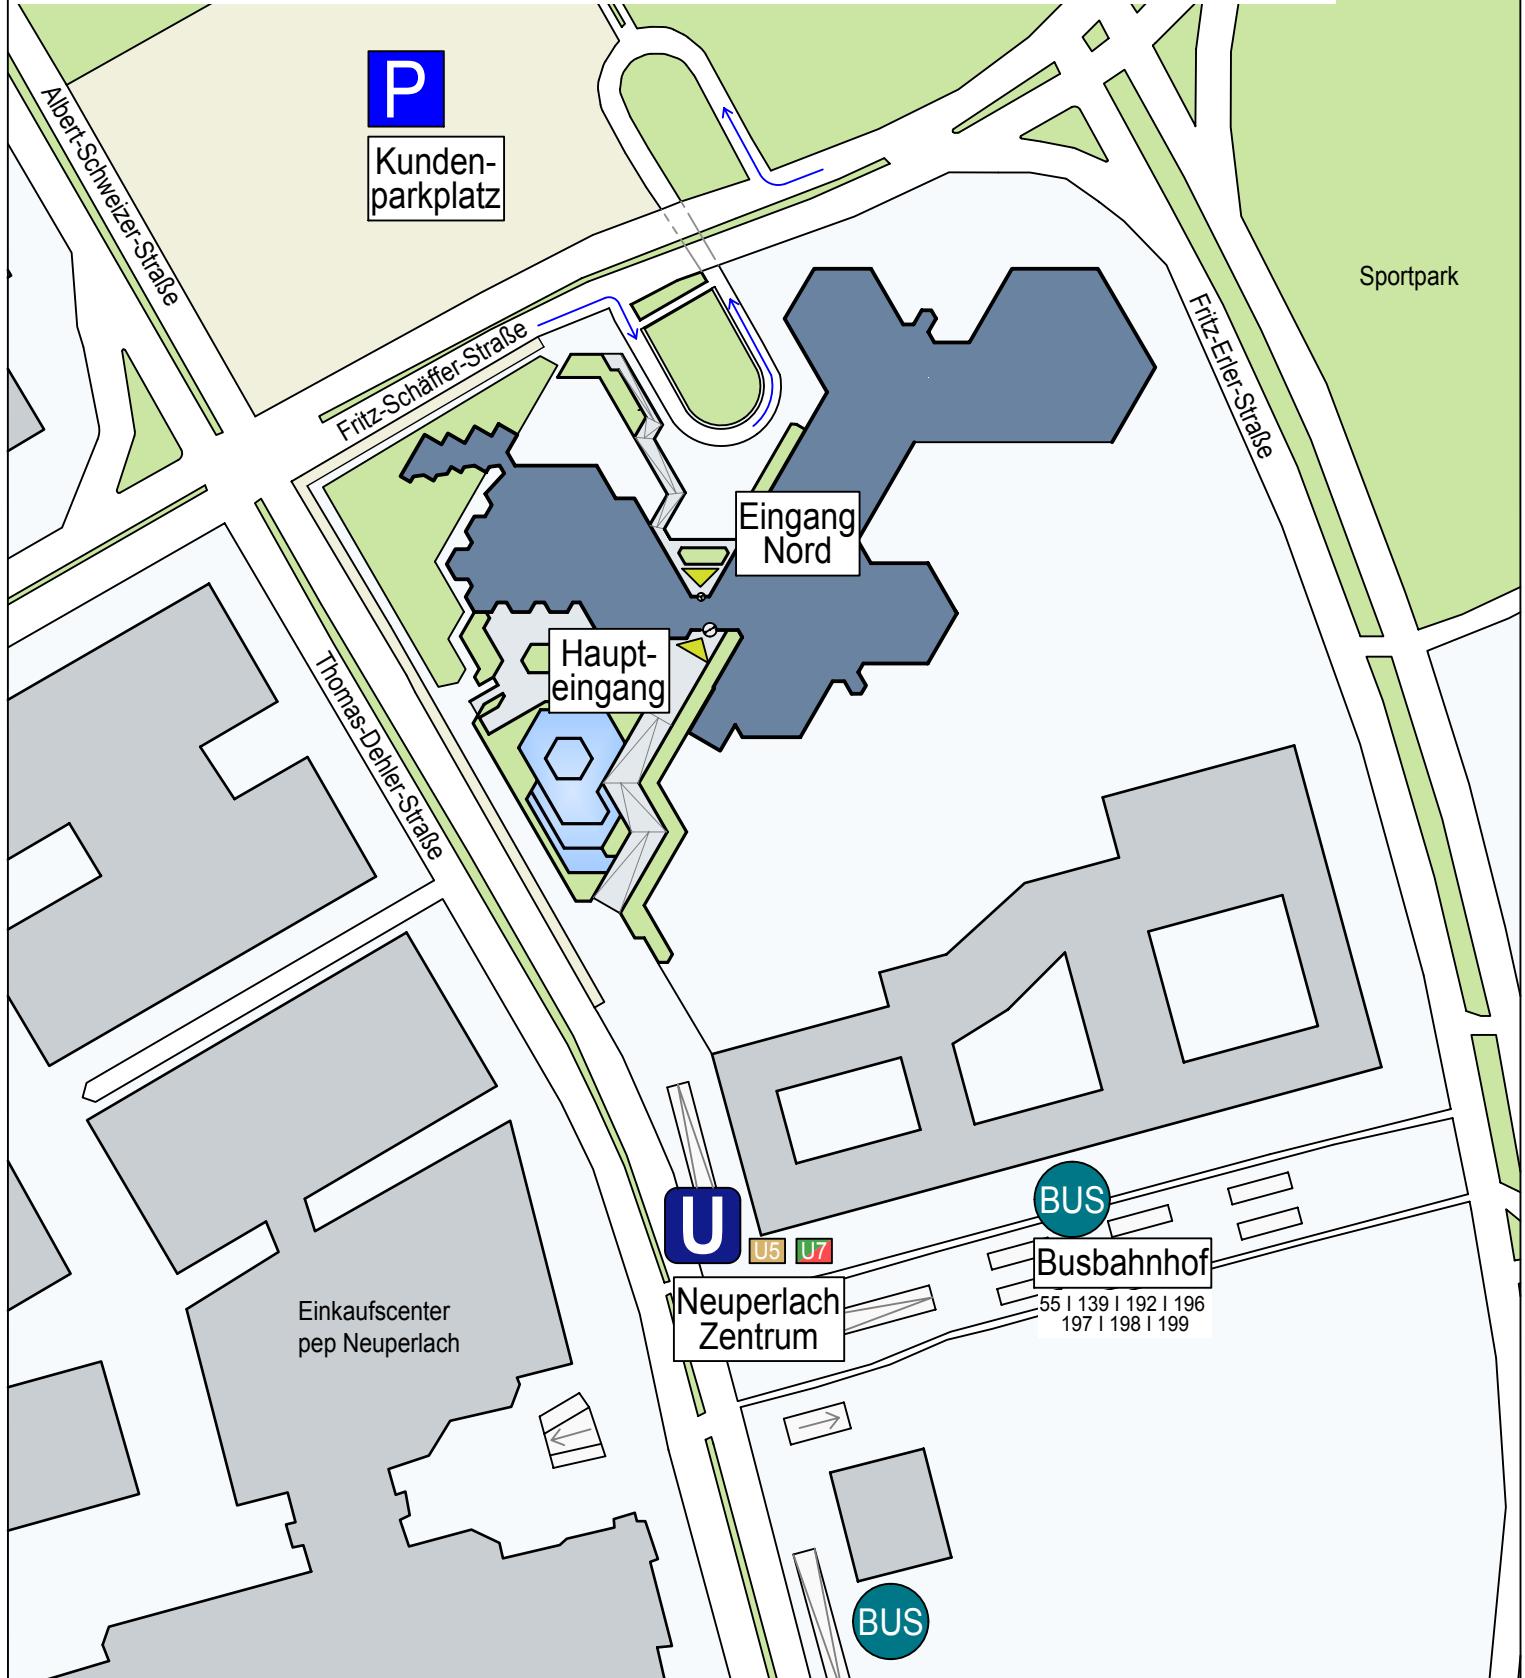 P
Kunden-
parkplatz
Albert-Schweizer-Straße
Sportpark
Fritz-Schäffer-Straße
Fritz-Erler-Straße
Eingang
Nord
Haupt-
eingang
Thomas-Dehler-Straße
U
U5 U7
Neuperlach
Zentrum
BUS
Busbahnhof
55 I 139 I 192 I 196
197 I 198 I 199
Einkaufscenter
pep Neuperlach
BUS